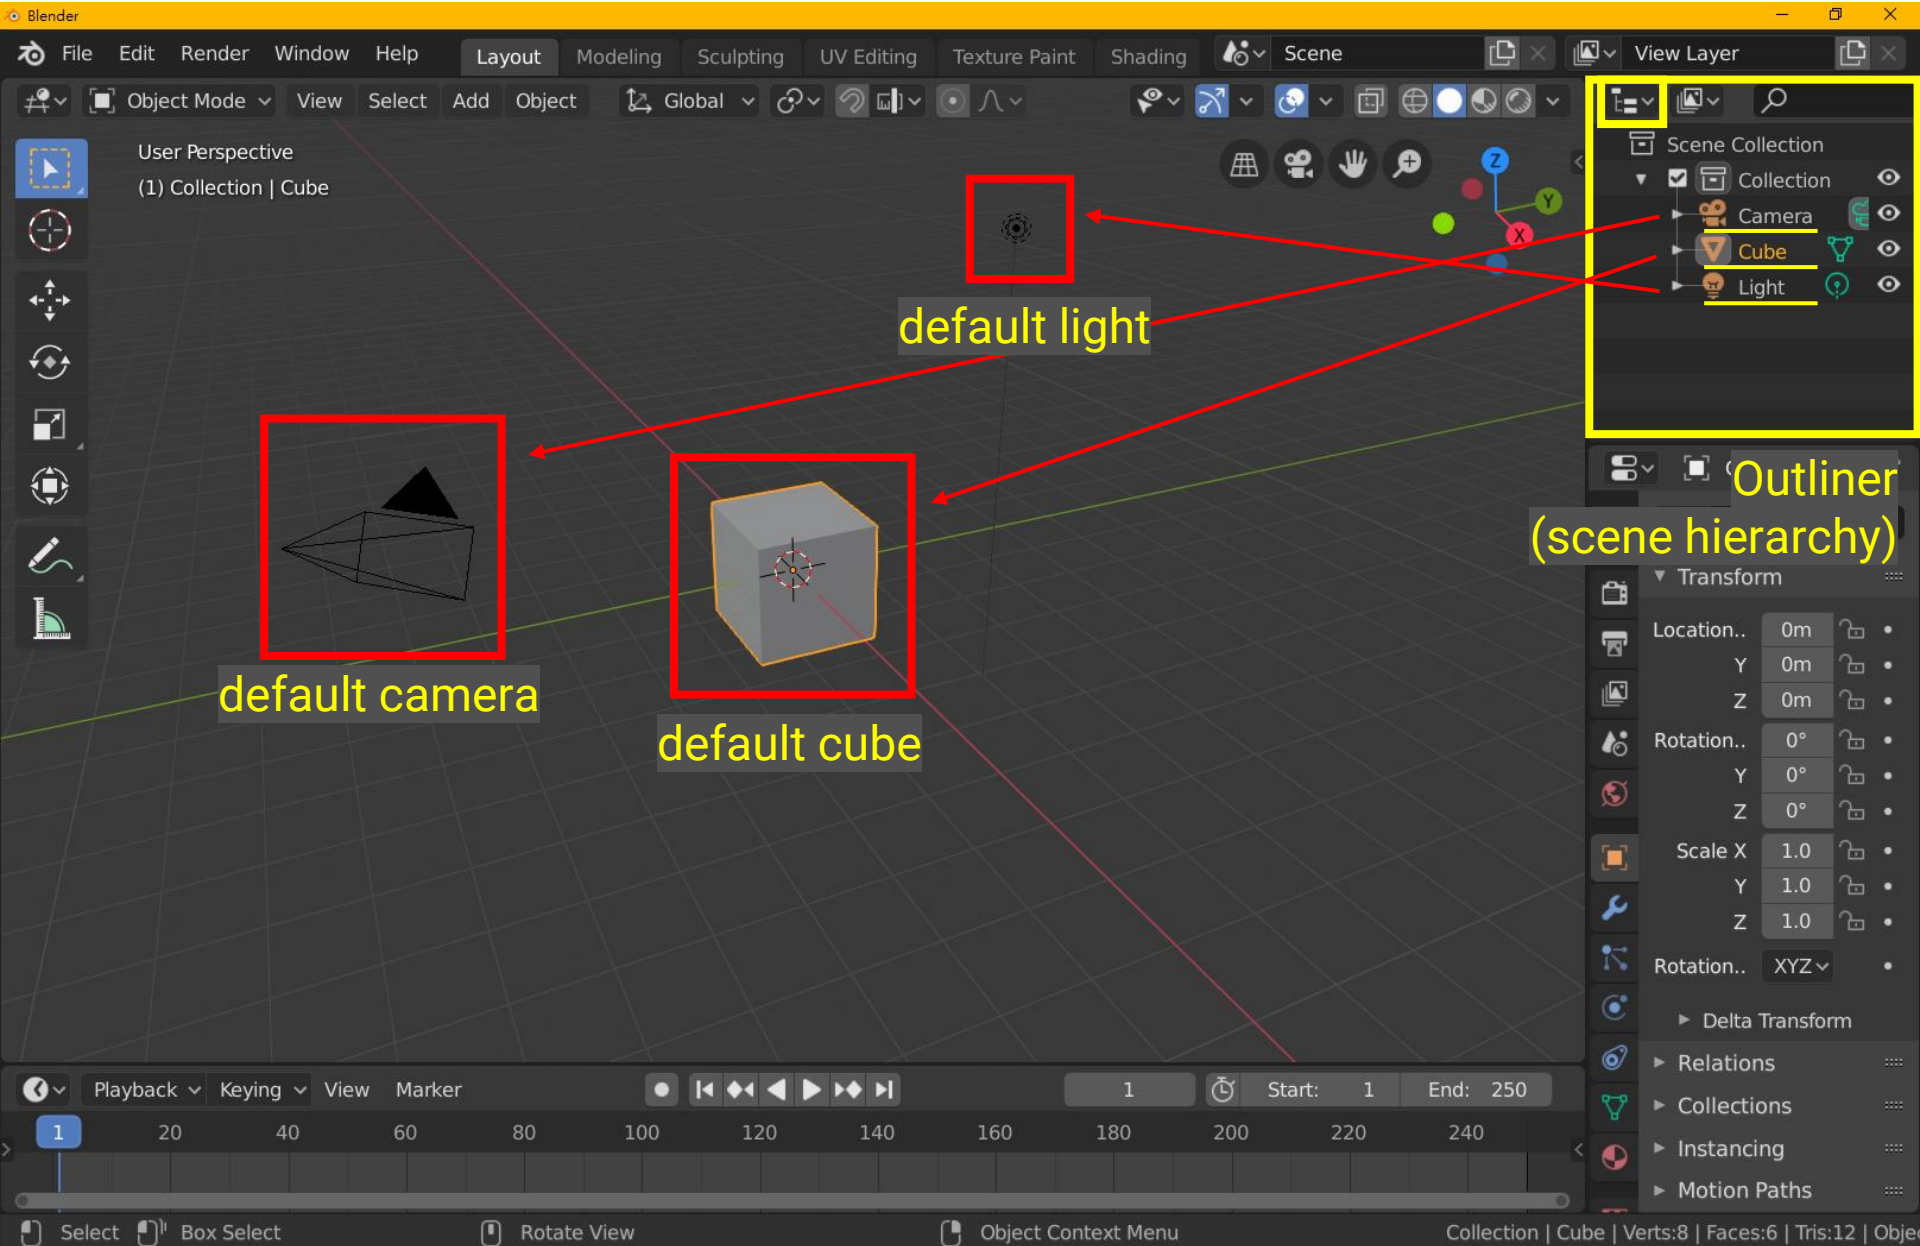 Blender
File Edit Render Window Help Layout Modeling Sculpting UV Editing Texture Paint Shading Scene View Layer
Object Mode View Select Add Object Global
User Perspective
(1) Collection | Cube
Z
Y
X
Scene Collection
Collection
Camera
Cube
Light
default light
default camera
default cube
Outliner
(scene hierarchy)
Transform
Location.. 0m
Y 0m
Z 0m
Rotation.. 0°
Y 0°
Z 0°
Scale X 1.0
Y 1.0
Z 1.0
Rotation.. XYZ
Delta Transform
Relations
Collections
Instancing
Motion Paths
Playback Keying View Marker 1 Start: 1 End: 250
1 20 40 60 80 100 120 140 160 180 200 220 240
Select Box Select Rotate View Object Context Menu Collection | Cube | Verts:8 | Faces:6 | Tris:12 | Obje